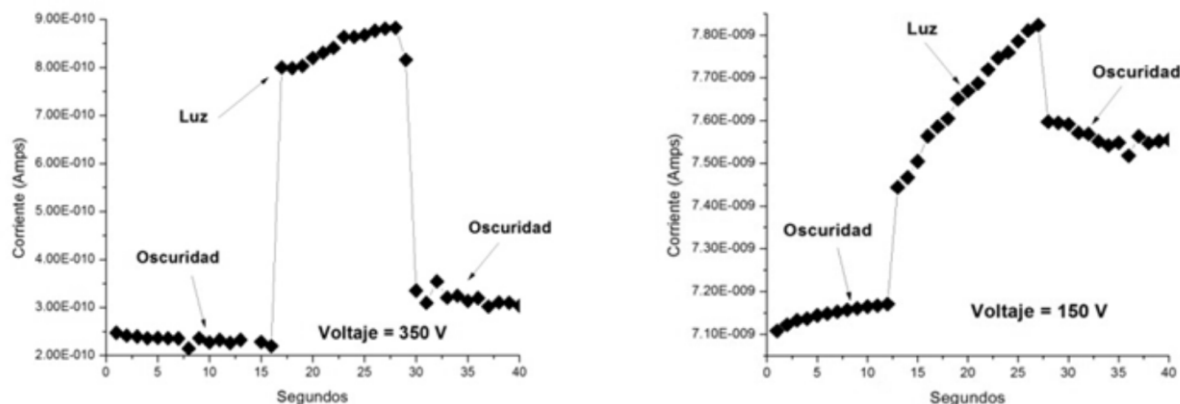 9.00E-010
8.00E-010
7.00E-010
6.00E-010
5.00E-010
4.00E-010
3.00E-010
2.00E-010
Corriente (Amps)
Luz
Oscuridad
Oscuridad
Voltaje = 350 V
0 5 10 15 20 25 30 35 40
Segundos
7.80E-009
7.70E-009
7.60E-009
7.50E-009
7.40E-009
7.30E-009
7.20E-009
7.10E-009
Corriente (Amps)
Luz
Oscuridad
Oscuridad
Voltaje = 150 V
0 5 10 15 20 25 30 35 40
Segundos